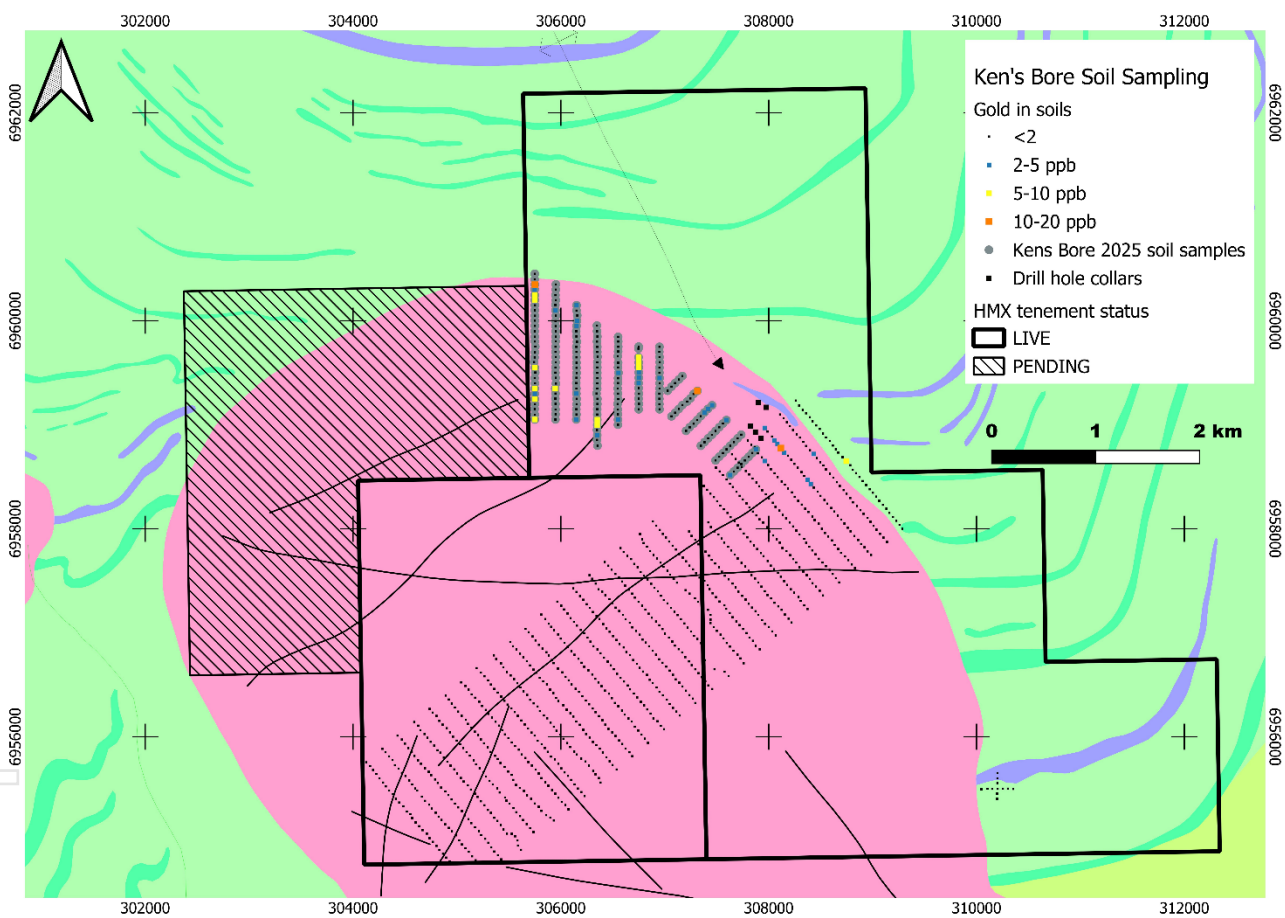 302000 304000 306000 308000 310000 312000
6962000 6962000
Ken's Bore Soil Sampling
Gold in soils
<2
2-5 ppb
5-10 ppb
10-20 ppb
Kens Bore 2025 soil samples
Drill hole collars
HMX tenement status
LIVE
PENDING
6960000 6960000
0 1 2 km
6958000 6958000
6956000 6956000
302000 304000 306000 308000 310000 312000